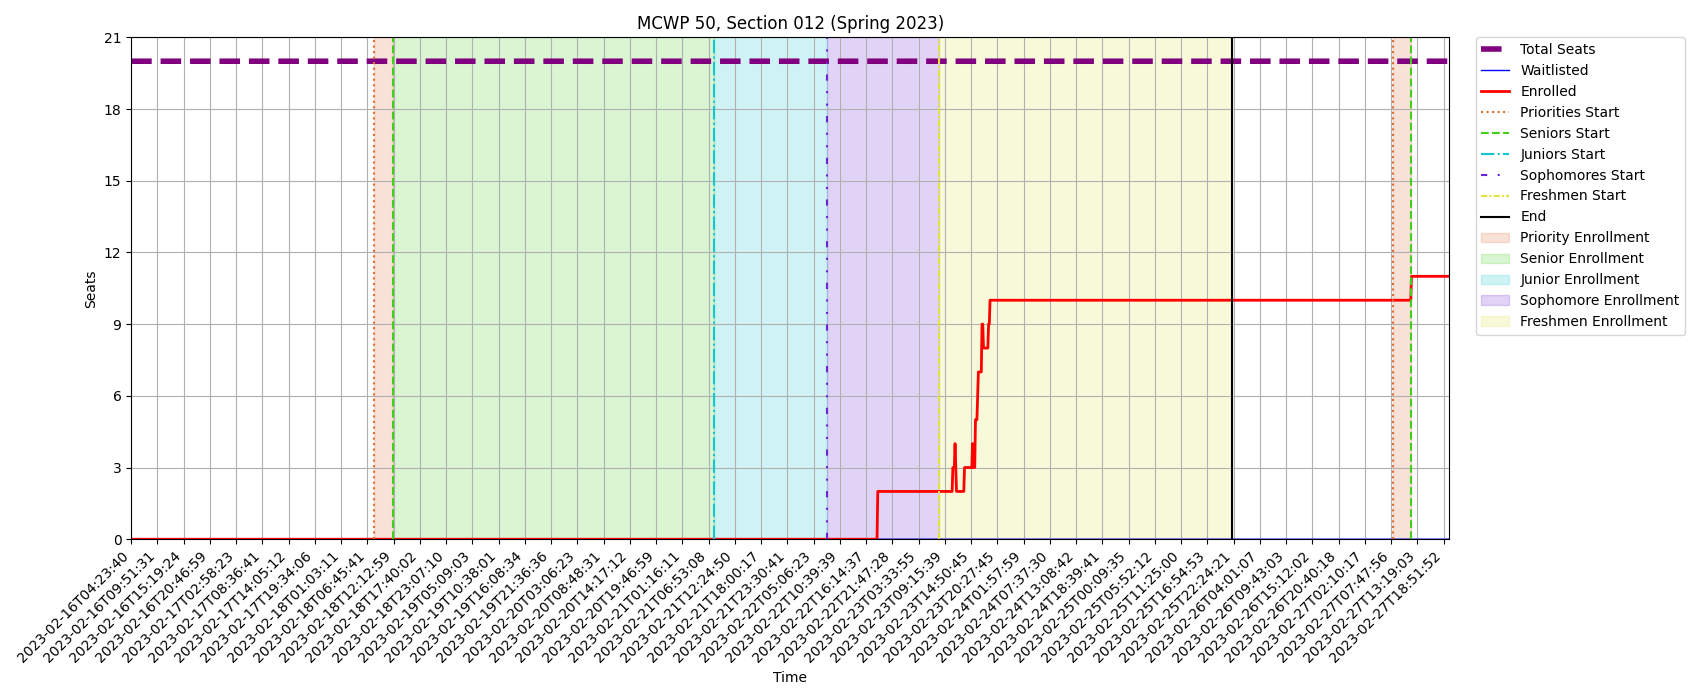 MCWP 50, Section 012 (Spring 2023)
21
18
15
12
9
6
3
0
Seats
2023-02-16T04:23:40
2023-02-16T09:51:31
2023-02-16T15:19:24
2023-02-16T20:46:59
2023-02-17T02:58:23
2023-02-17T08:36:41
2023-02-17T14:05:12
2023-02-17T19:34:06
2023-02-18T01:03:11
2023-02-18T06:45:41
2023-02-18T12:12:59
2023-02-18T17:40:02
2023-02-18T23:07:10
2023-02-19T05:09:03
2023-02-19T10:38:01
2023-02-19T16:08:34
2023-02-19T21:36:36
2023-02-20T03:06:23
2023-02-20T08:48:31
2023-02-20T14:17:12
2023-02-20T19:46:59
2023-02-21T01:16:11
2023-02-21T06:53:08
2023-02-21T12:24:50
2023-02-21T18:00:17
2023-02-21T23:30:41
2023-02-22T05:06:23
2023-02-22T10:39:39
2023-02-22T16:14:37
2023-02-22T21:47:28
2023-02-23T03:33:55
2023-02-23T09:15:39
2023-02-23T14:50:45
2023-02-23T20:27:45
2023-02-24T01:57:59
2023-02-24T07:37:30
2023-02-24T13:08:42
2023-02-24T18:39:41
2023-02-25T00:09:35
2023-02-25T05:52:12
2023-02-25T11:25:00
2023-02-25T16:54:53
2023-02-25T22:24:21
2023-02-26T04:01:07
2023-02-26T09:43:03
2023-02-26T15:12:02
2023-02-26T20:40:18
2023-02-27T02:10:17
2023-02-27T07:47:56
2023-02-27T13:19:03
2023-02-27T18:51:52
Time
Total Seats
Waitlisted
Enrolled
Priorities Start
Seniors Start
Juniors Start
Sophomores Start
Freshmen Start
End
Priority Enrollment
Senior Enrollment
Junior Enrollment
Sophomore Enrollment
Freshmen Enrollment